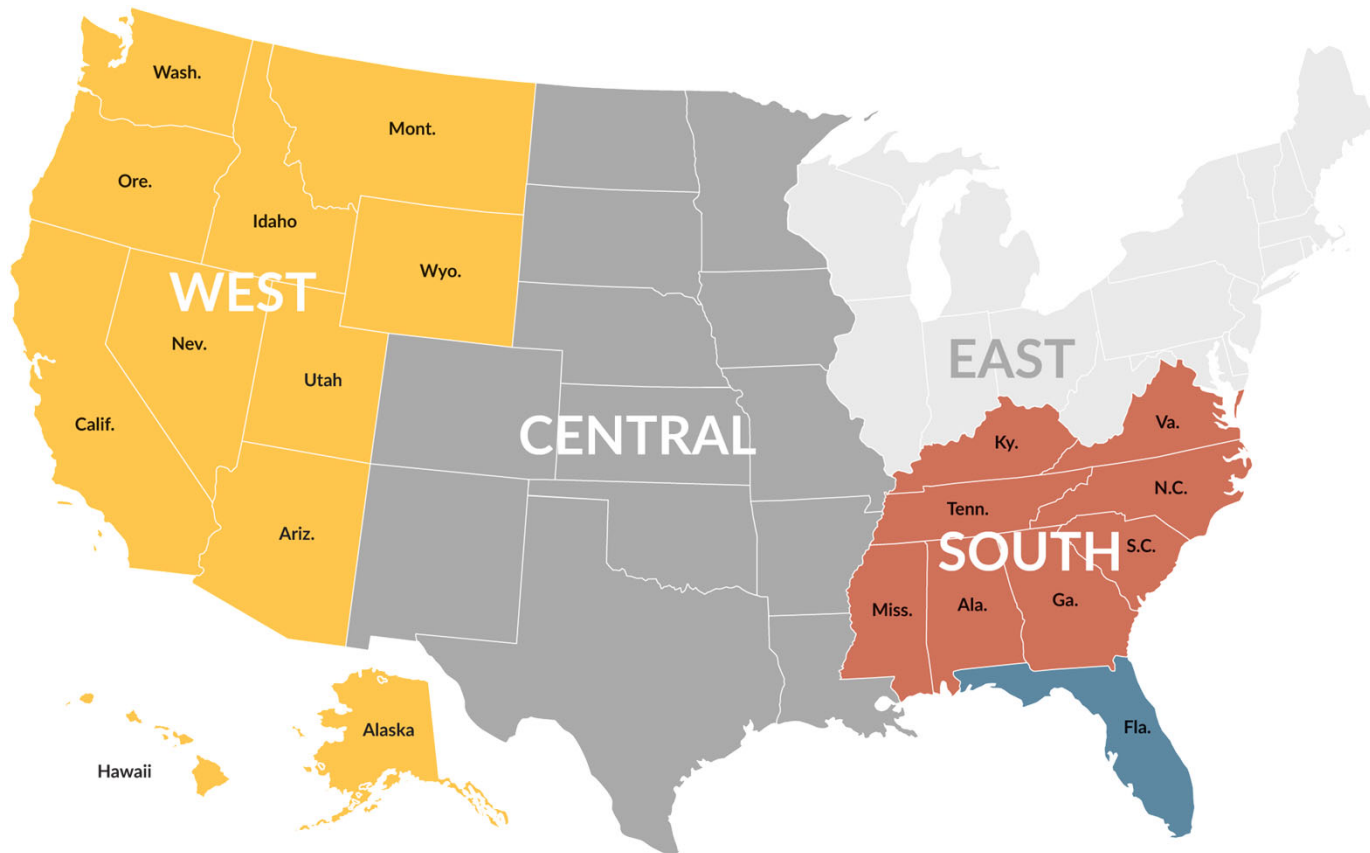 Wash.
Mont.
Ore.
Idaho
Wyo.
WEST
Nev.
Utah
Calif.
Ariz.
Alaska
Hawaii
CENTRAL
EAST
Ky.
Va.
Tenn.
N.C.
SOUTH
S.C.
Miss.
Ala.
Ga.
Fla.